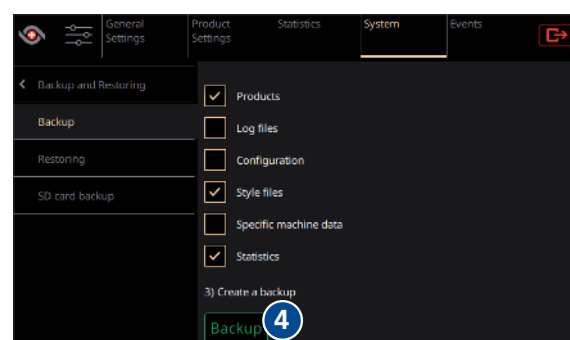 General
Settings
Product
Settings
Statistics
System
Events
Backup and Restoring
Backup
Restoring
SD card backup
Products
Log files
Configuration
Style files
Specific machine data
Statistics
3) Create a backup
Backup
4